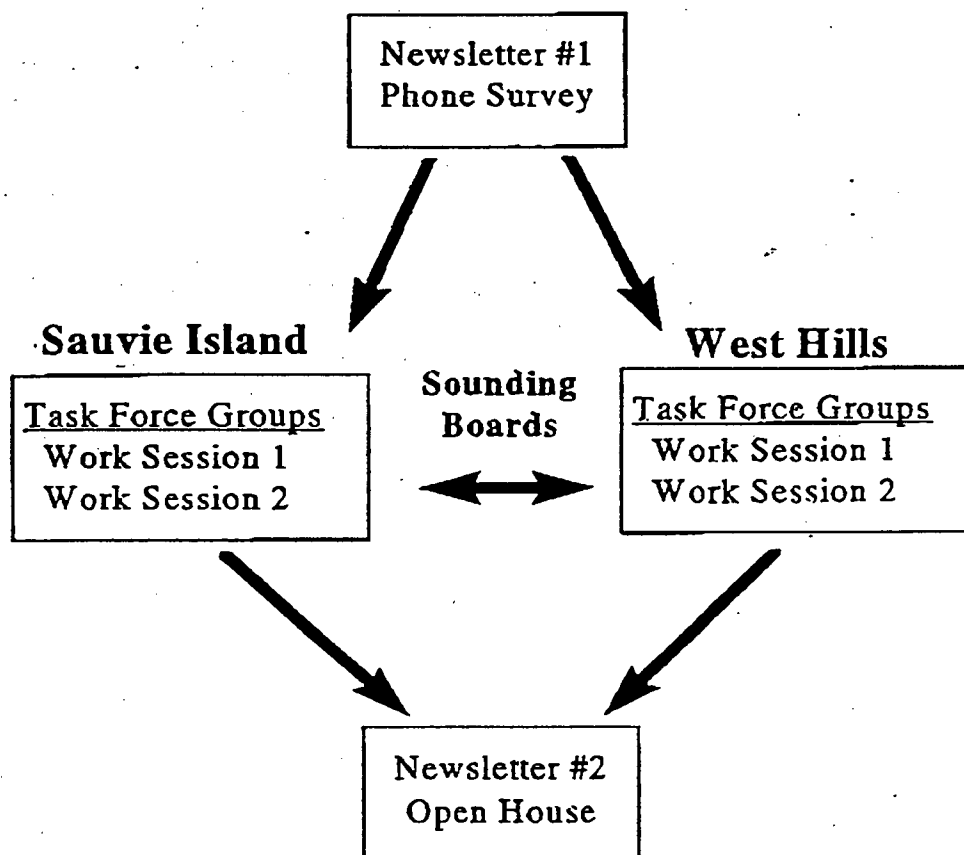 Newsletter #1
Phone Survey
Sauvie Island
Task Force Groups
Work Session 1
Work Session 2
Sounding
Boards
West Hills
Task Force Groups
Work Session 1
Work Session 2
Newsletter #2
Open House